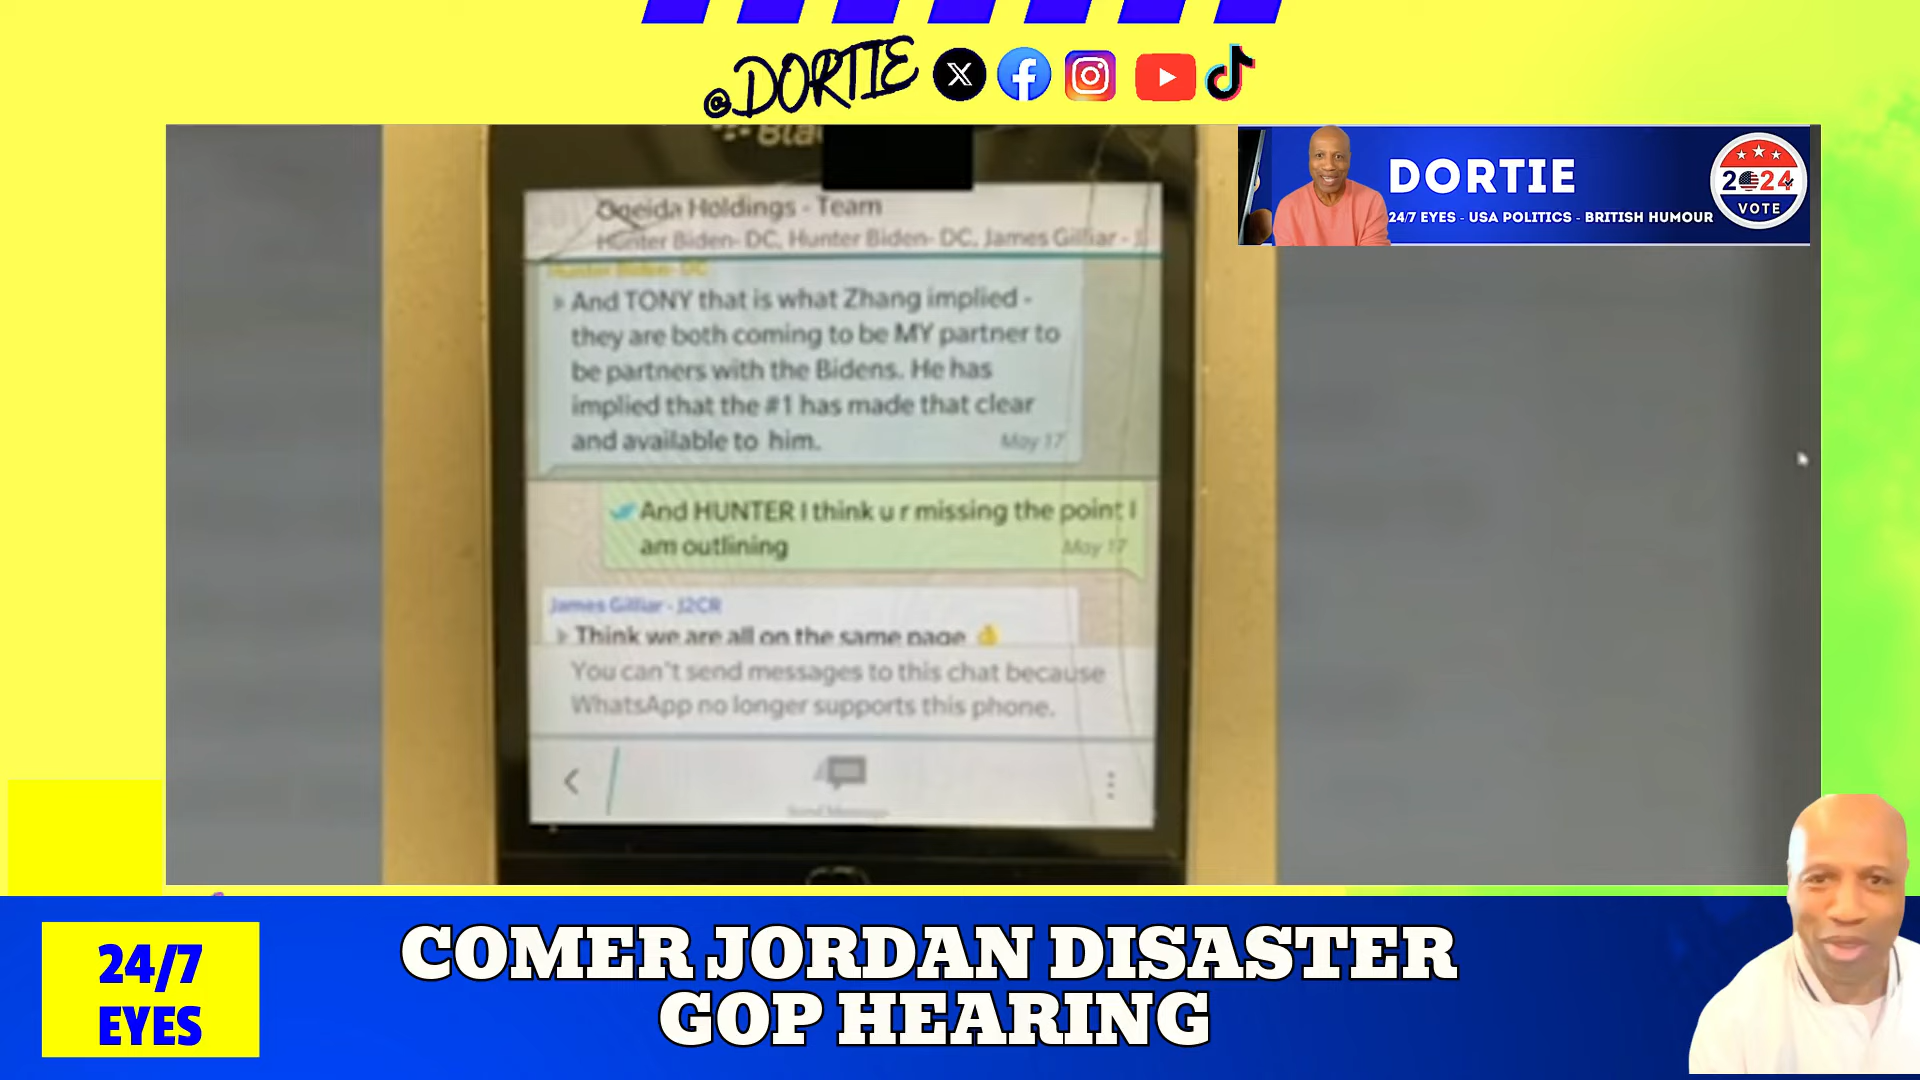 @DORTIE
DORTIE
24/7 EYES - USA POLITICS - BRITISH HUMOUR
2024
VOTE
Oneida Holdings - Team
Hunter Biden- DC, Hunter Biden- DC, James Gilliar - J
Hunter Biden- DC
And TONY that is what Zhang implied -
they are both coming to be MY partner to
be partners with the Bidens. He has
implied that the #1 has made that clear
and available to him.
May 17
And HUNTER I think u r missing the point I
am outlining
May 17
James Gilliar - J2CR
Think we are all on the same page
You can't send messages to this chat because
WhatsApp no longer supports this phone.
Send Message
24/7
EYES
COMER JORDAN DISASTER
GOP HEARING